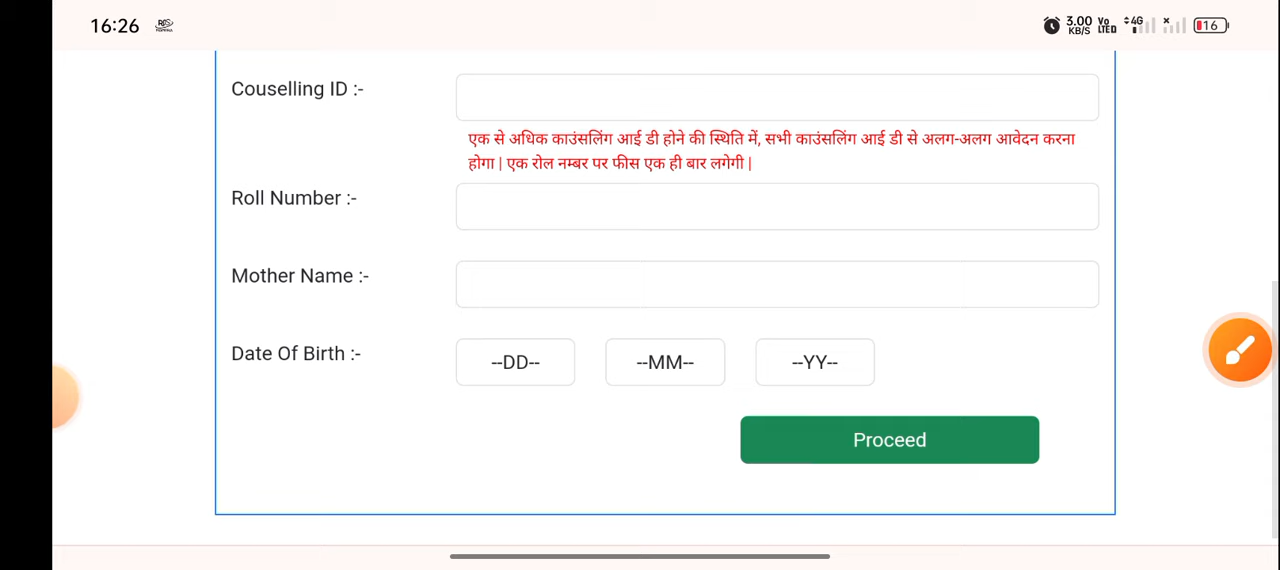 16:26
3.00 KB/S Vo LTE 4G 16
Couselling ID :-
एक से अधिक काउंसलिंग आई डी होने की स्थिति में, सभी काउंसलिंग आई डी से अलग-अलग आवेदन करना
होगा | एक रोल नम्बर पर फीस एक ही बार लगेगी |
Roll Number :-
Mother Name :-
Date Of Birth :-
--DD-- --MM-- --YY--
Proceed